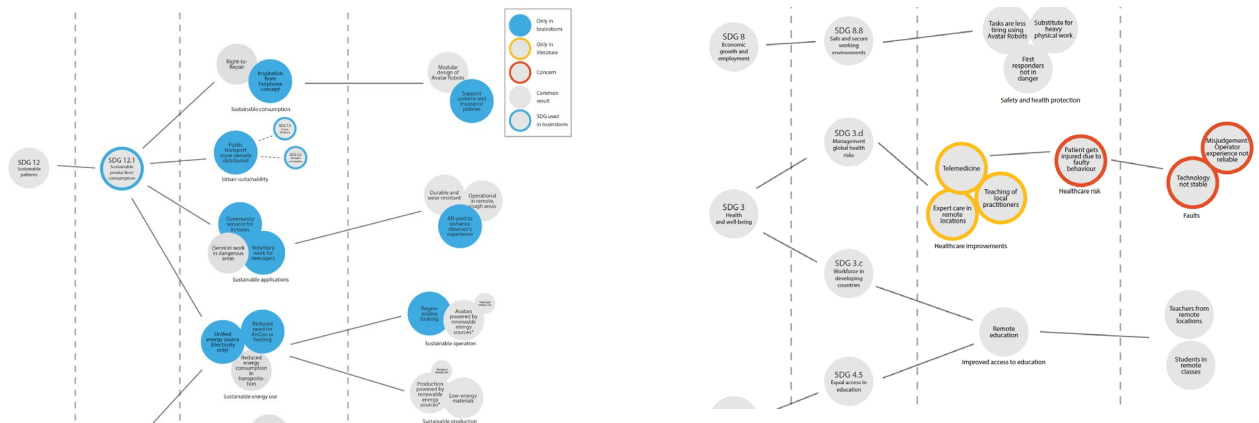 Only in
brainstorm
Only in
literature
Concern
Common
result
SDG used
in brainstorm
SDG 12
Sustainable
patterns
SDG 12.1
Sustainable
production/
consumption
Right-to-
Repair
Inspiration
from
Fairphone
concept
Sustainable consumption
Modular
design of
Avatar Robots
Support
systems and
insurance
policies
Public
transport
more densely
distributed
Urban sustainability
Community
services for
inmates
(Service) work
in dangerous
areas
Voluntary
work for
teenagers
Sustainable applications
Durable and
wear-resistant
Operational
in remote,
rough areas
AR used to
enhance
observer's
experience
Unified
energy source
(Electricity
only)
Reduced
need for
AirCon or
heating
Reduced
energy
consumption
in
transporta-
tion
Sustainable energy use
Regen-
erative
braking
Avatars
powered by
renewable
energy
sources*
Sustainable operation
Production
powered by
renewable
energy
sources*
Low-energy
materials
Sustainable production
SDG 8
Economic
growth and
employment
SDG 8.8
Safe and secure
working
environments
Tasks are less
tiring using
Avatar Robots
Substitute for
heavy
physical work
First
responders
not in
danger
Safety and health protection
SDG 3
Health
and well-being
SDG 3.d
Management
global health
risks
Telemedicine
Teaching of
local
practitioners
Expert care in
remote
locations
Healthcare improvements
Patient gets
injured due to
faulty
behaviour
Healthcare risk
Misjudgement:
Operator
experience not
reliable
Technology
not stable
Faults
SDG 3.c
Workforce in
developing
countries
SDG 4.5
Equal access in
education
Remote
education
Improved access to education
Teachers from
remote
locations
Students in
remote
classes